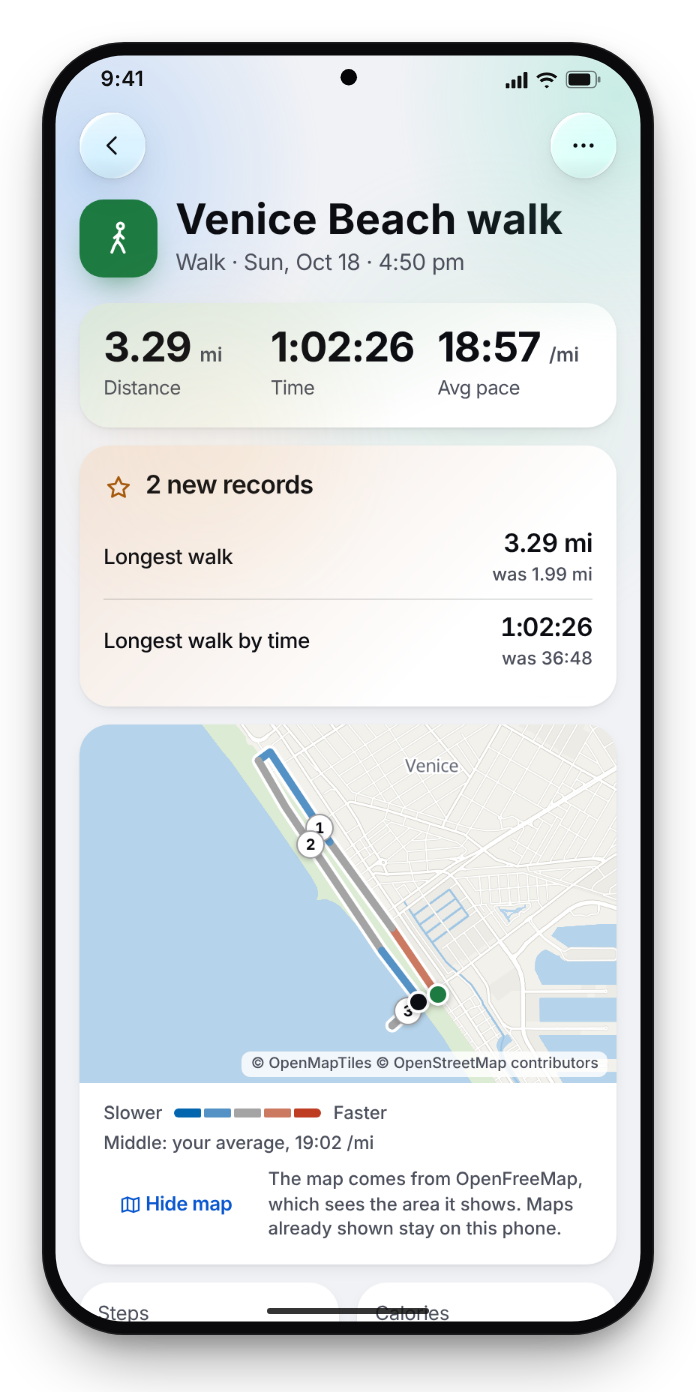 9:41
Venice Beach walk
Walk · Sun, Oct 18 · 4:50 pm
3.29 mi 1:02:26 18:57 /mi
Distance Time Avg pace
2 new records
Longest walk 3.29 mi
was 1.99 mi
Longest walk by time 1:02:26
was 36:48
Venice
1
2
3
© OpenMapTiles © OpenStreetMap contributors
Slower Faster
Middle: your average, 19:02 /mi
Hide map
The map comes from OpenFreeMap,
which sees the area it shows. Maps
already shown stay on this phone.
Steps Calories